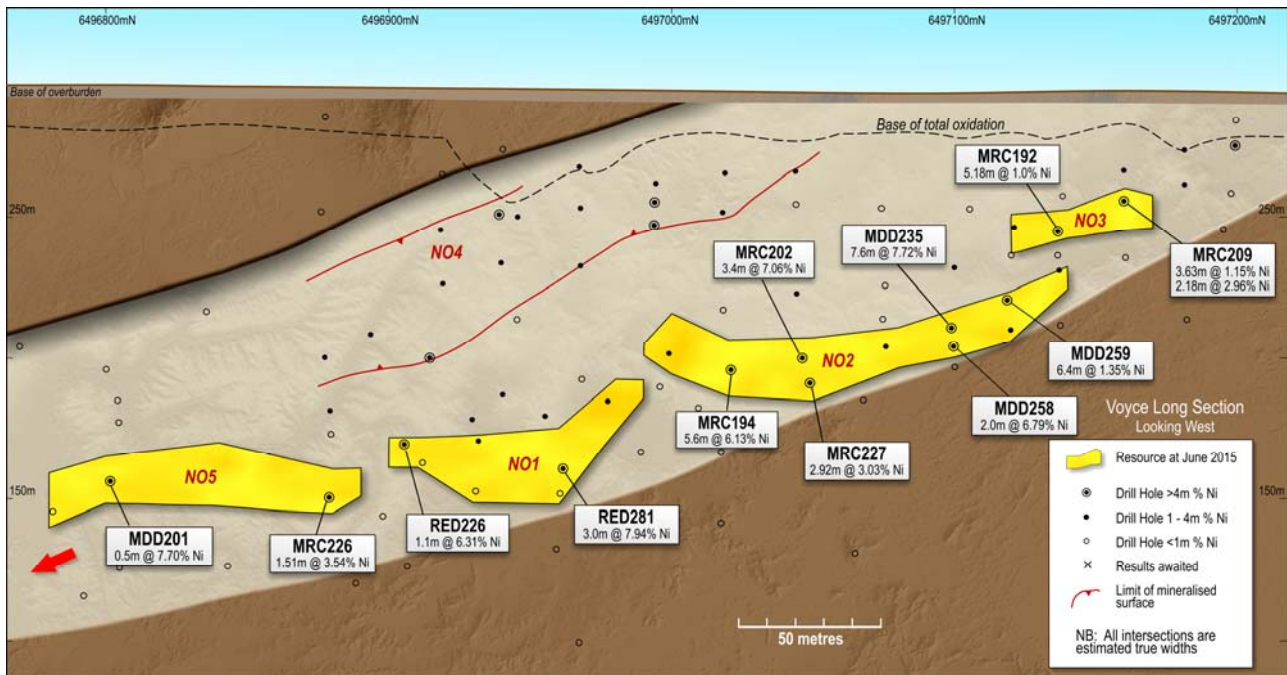 6496800mN
6496900mN
6497000mN
6497100mN
6497200mN
Base of overburden
Base of total oxidation
MRC192
5.18m @ 1.0% Ni
250m
250m
NO3
NO4
MRC209
3.63m @ 1.15% Ni
2.18m @ 2.96% Ni
MDD235
7.6m @ 7.72% Ni
MRC202
3.4m @ 7.06% Ni
NO2
MDD259
6.4m @ 1.35% Ni
MDD258
2.0m @ 6.79% Ni
MRC194
5.6m @ 6.13% Ni
MRC227
2.92m @ 3.03% Ni
NO1
NO5
150m
150m
RED226
1.1m @ 6.31% Ni
RED281
3.0m @ 7.94% Ni
MDD201
0.5m @ 7.70% Ni
MRC226
1.51m @ 3.54% Ni
50 metres
Voyce Long Section
Looking West
Resource at June 2015
Drill Hole >4m % Ni
Drill Hole 1 - 4m % Ni
Drill Hole <1m % Ni
Results awaited
Limit of mineralised
surface
NB: All intersections are
estimated true widths